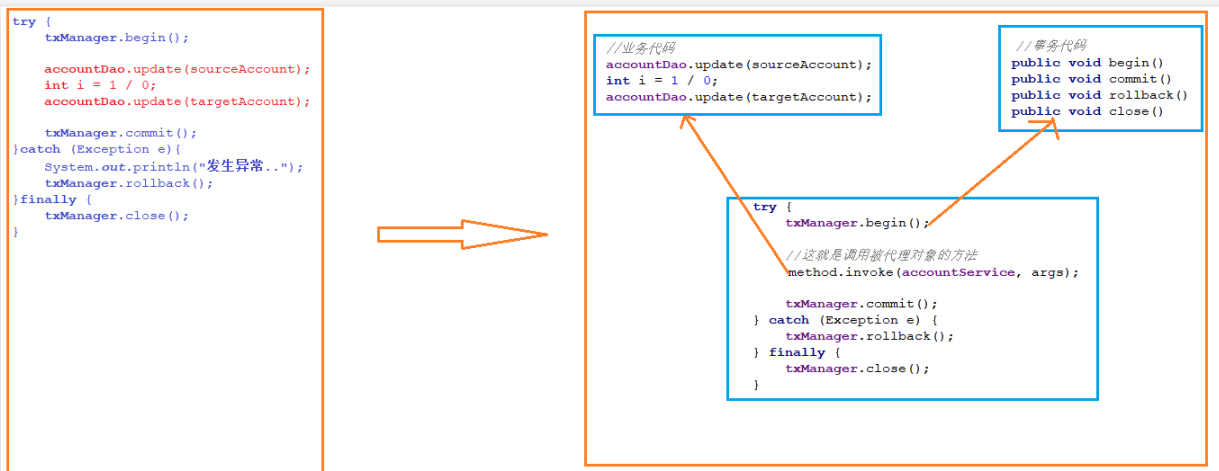 try {
txManager.begin();
accountDao.update(sourceAccount);
int i = 1 / 0;
accountDao.update(targetAccount);
txManager.commit();
}catch (Exception e){
System.out.println("发生异常..");
txManager.rollback();
}finally {
txManager.close();
}
//业务代码
accountDao.update(sourceAccount);
int i = 1 / 0;
accountDao.update(targetAccount);
//事务代码
public void begin()
public void commit()
public void rollback()
public void close()
try {
txManager.begin();
//这就是调用被代理对象的方法
method.invoke(accountService, args);
txManager.commit();
} catch (Exception e) {
txManager.rollback();
} finally {
txManager.close();
}